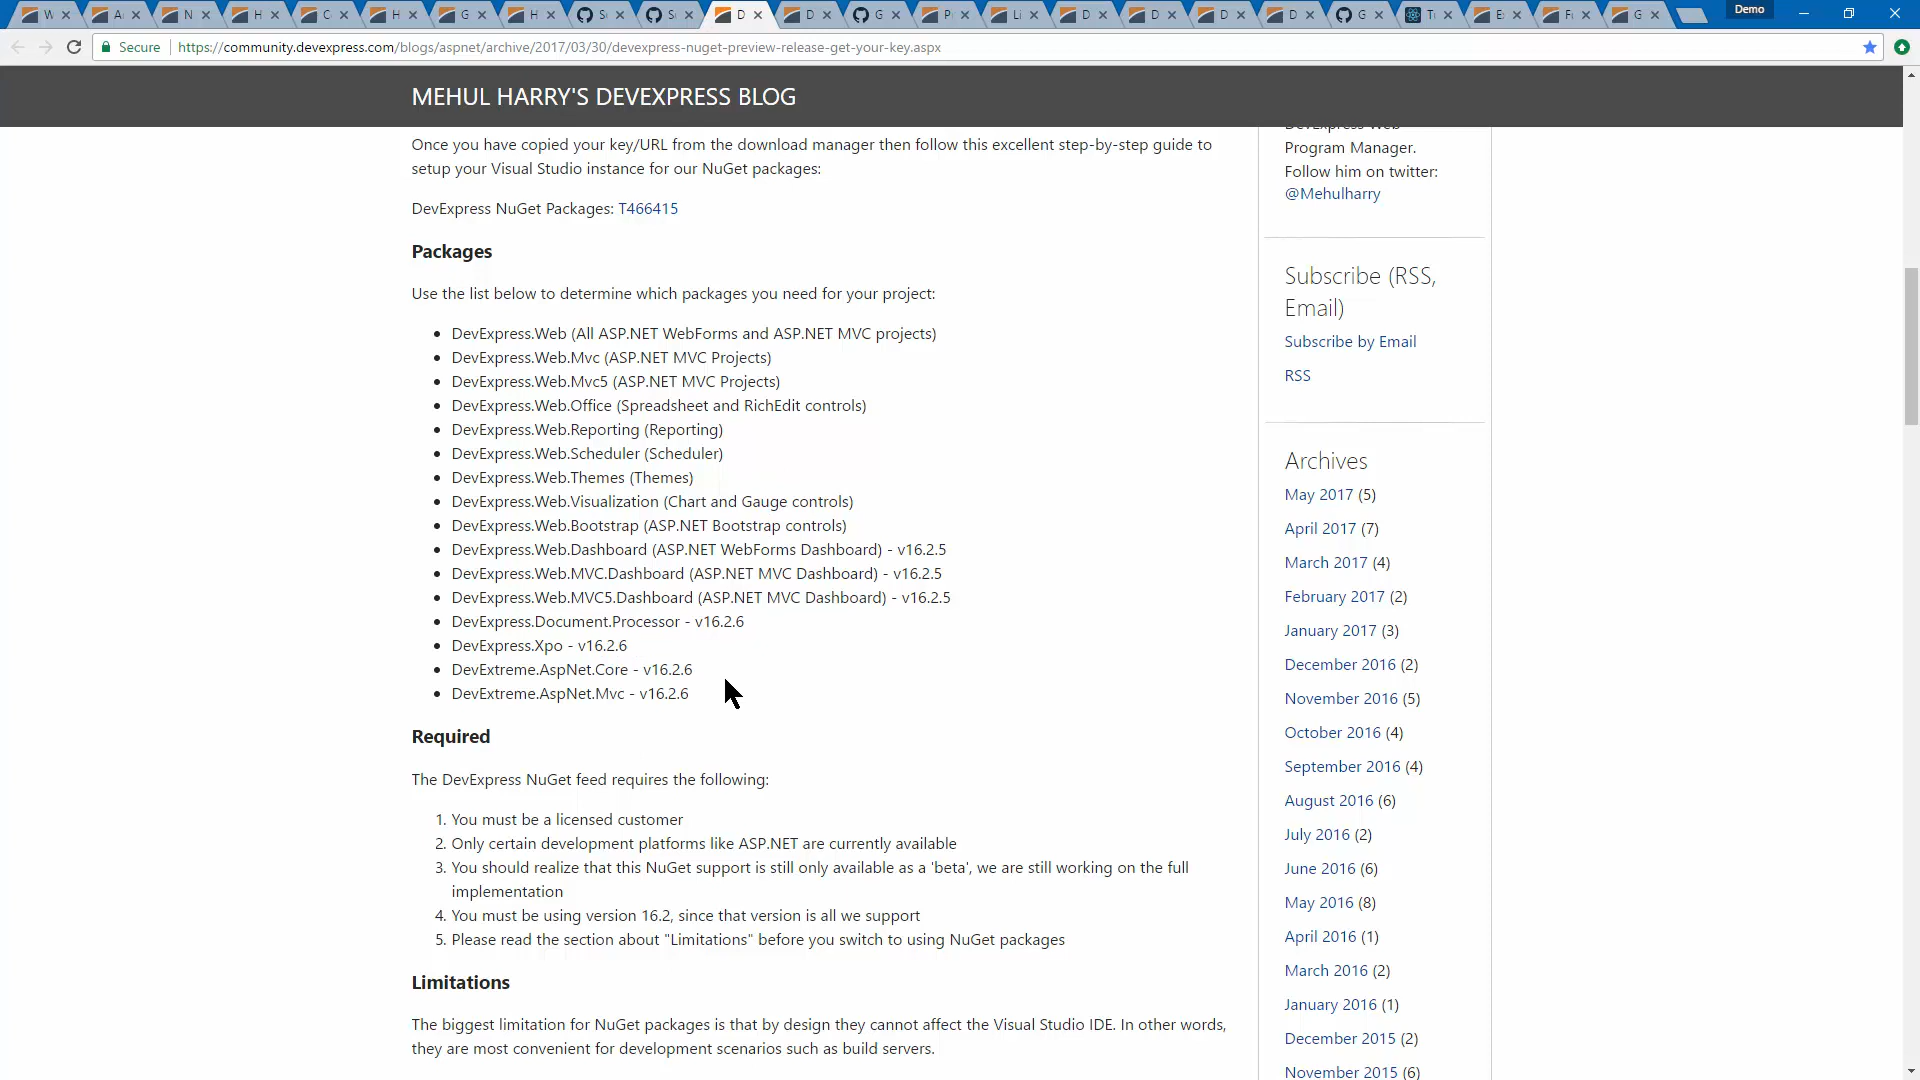 W
A
N
H
C
H
G
H
S
S
D
D
G
P
Li
D
D
D
D
G
T
E
F
G
Demo
Secure
https://community.devexpress.com/blogs/aspnet/archive/2017/03/30/devexpress-nuget-preview-release-get-your-key.aspx
MEHUL HARRY'S DEVEXPRESS BLOG
Once you have copied your key/URL from the download manager then follow this excellent step-by-step guide to
setup your Visual Studio instance for our NuGet packages:
DevExpress NuGet Packages: T466415
Packages
Use the list below to determine which packages you need for your project:
• DevExpress.Web (All ASP.NET WebForms and ASP.NET MVC projects)
• DevExpress.Web.Mvc (ASP.NET MVC Projects)
• DevExpress.Web.Mvc5 (ASP.NET MVC Projects)
• DevExpress.Web.Office (Spreadsheet and RichEdit controls)
• DevExpress.Web.Reporting (Reporting)
• DevExpress.Web.Scheduler (Scheduler)
• DevExpress.Web.Themes (Themes)
• DevExpress.Web.Visualization (Chart and Gauge controls)
• DevExpress.Web.Bootstrap (ASP.NET Bootstrap controls)
• DevExpress.Web.Dashboard (ASP.NET WebForms Dashboard) - v16.2.5
• DevExpress.Web.MVC.Dashboard (ASP.NET MVC Dashboard) - v16.2.5
• DevExpress.Web.MVC5.Dashboard (ASP.NET MVC Dashboard) - v16.2.5
• DevExpress.Document.Processor - v16.2.6
• DevExpress.Xpo - v16.2.6
• DevExtreme.AspNet.Core - v16.2.6
• DevExtreme.AspNet.Mvc - v16.2.6
Required
The DevExpress NuGet feed requires the following:
1. You must be a licensed customer
2. Only certain development platforms like ASP.NET are currently available
3. You should realize that this NuGet support is still only available as a 'beta', we are still working on the full
implementation
4. You must be using version 16.2, since that version is all we support
5. Please read the section about "Limitations" before you switch to using NuGet packages
Limitations
The biggest limitation for NuGet packages is that by design they cannot affect the Visual Studio IDE. In other words,
they are most convenient for development scenarios such as build servers.
DevExpress Web
Program Manager.
Follow him on twitter:
@Mehulharry
Subscribe (RSS,
Email)
Subscribe by Email
RSS
Archives
May 2017 (5)
April 2017 (7)
March 2017 (4)
February 2017 (2)
January 2017 (3)
December 2016 (2)
November 2016 (5)
October 2016 (4)
September 2016 (4)
August 2016 (6)
July 2016 (2)
June 2016 (6)
May 2016 (8)
April 2016 (1)
March 2016 (2)
January 2016 (1)
December 2015 (2)
November 2015 (6)